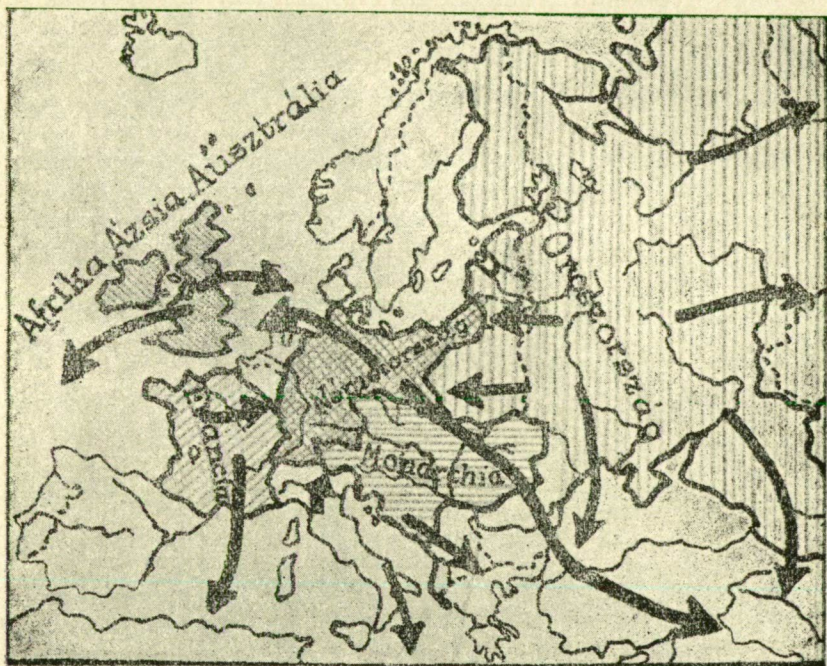 Afrika Ázsia Ausztrália
Oroszország
Németország
Francia
o
Monarchia